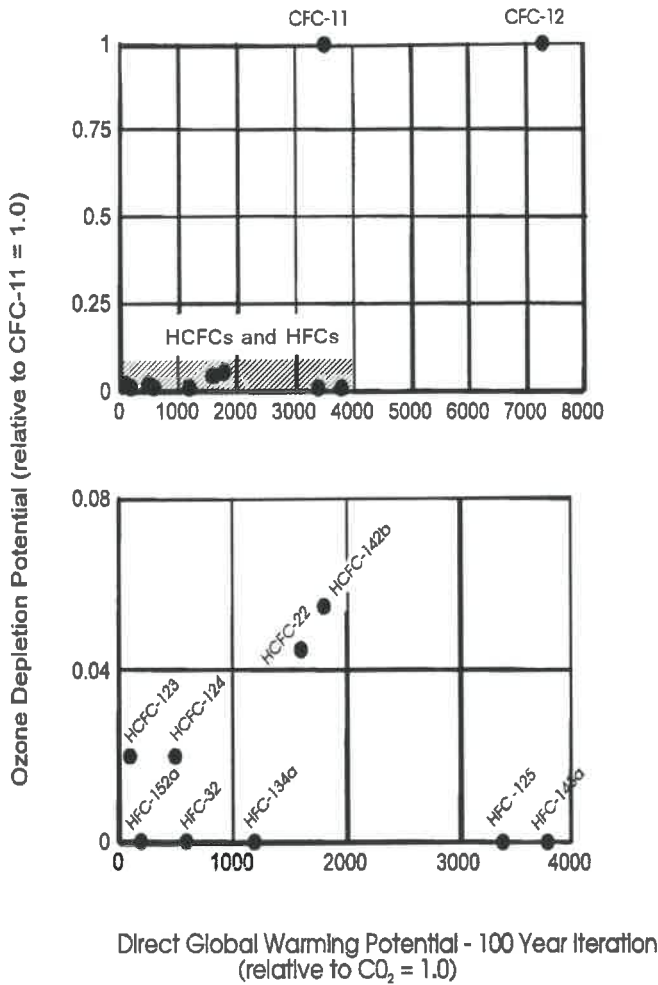 CFC-11 CFC-12
1
0.75
0.5
0.25
HCFCs and HFCs
0
0 1000 2000 3000 4000 5000 6000 7000 8000
Ozone Depletion Potential (relative to CFC-11 = 1.0)
0.08
HCFC-142b
HCFC-22
0.04
HCFC-123
HCFC-124
HFC-152a
HFC-32
HFC-134a
HFC-125
HFC-143a
0
0 1000 2000 3000 4000
Direct Global Warming Potential - 100 Year Iteration
(relative to CO₂ = 1.0)